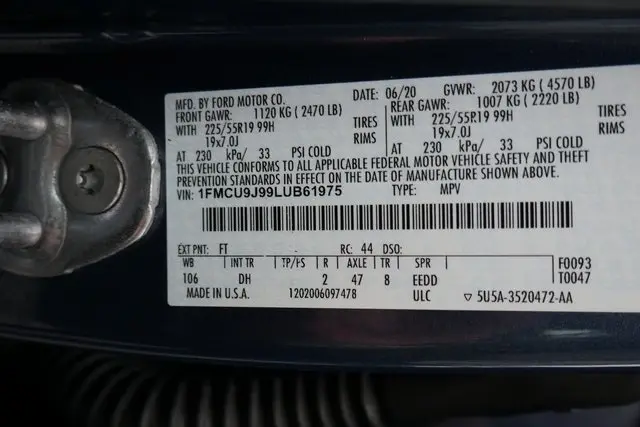 MFD. BY FORD MOTOR CO.
DATE: 06/20 GVWR: 2073 KG (4570 LB)
FRONT GAWR: 1120 KG (2470 LB) REAR GAWR: 1007 KG (2220 LB)
WITH 225/55R19 99H TIRES WITH 225/55R19 99H TIRES
19x7.0J RIMS 19x7.0J RIMS
AT 230 kPa/ 33 PSI COLD AT 230 kPa/ 33 PSI COLD
THIS VEHICLE CONFORMS TO ALL APPLICABLE FEDERAL MOTOR VEHICLE SAFETY AND THEFT
PREVENTION STANDARDS IN EFFECT ON THE DATE OF MANUFACTURE SHOWN ABOVE.
VIN: 1FMCU9J99LUB61975 TYPE: MPV
EXT PNT: FT - RC: 44 DSO:
WB INT TR TP/PS R AXLE TR SPR F0093
106 DH 2 47 8 EEDD T0047
MADE IN U.S.A. 1202006097478 ULC ▽ 5U5A-3520472-AA